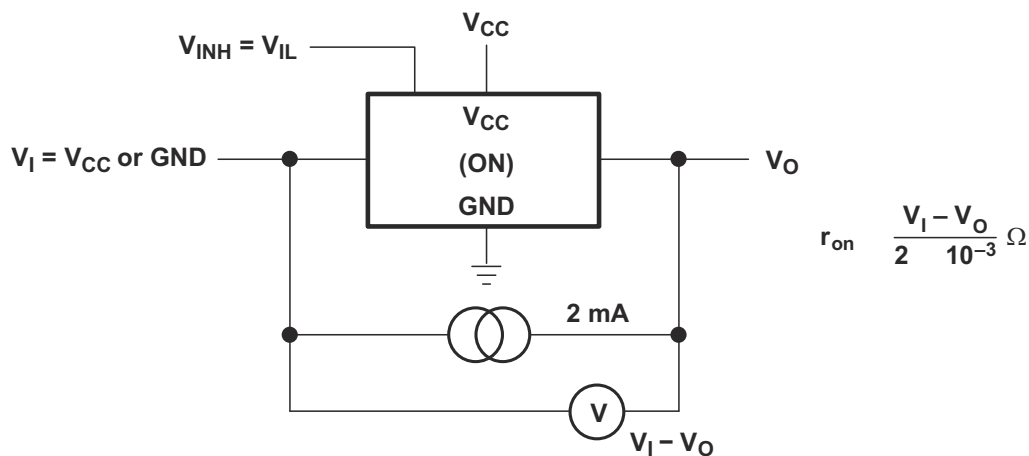 V_CC
V_INH = V_IL
V_CC
V_I = V_CC or GND
(ON)
V_O
GND
r_on V_I – V_O / 2 10^–3 Ω
2 mA
V
V_I – V_O